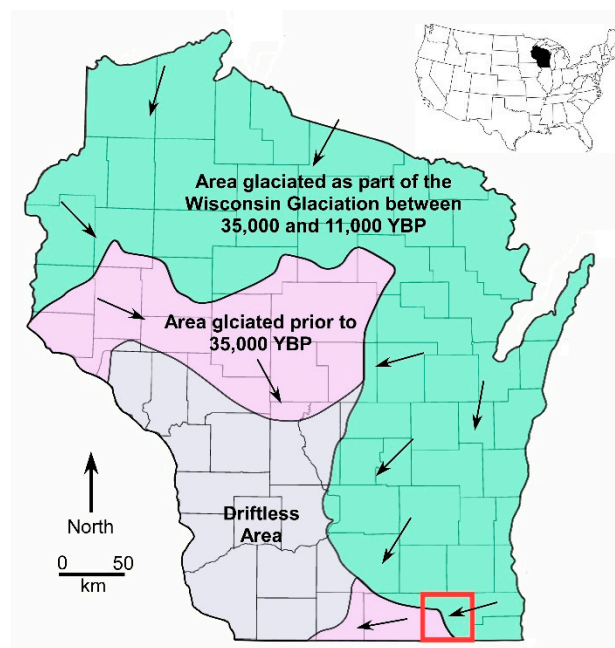 Area glaciated as part of the
Wisconsin Glaciation between
35,000 and 11,000 YBP
Area glciated prior to
35,000 YBP
Driftless
Area
North
0 50
km